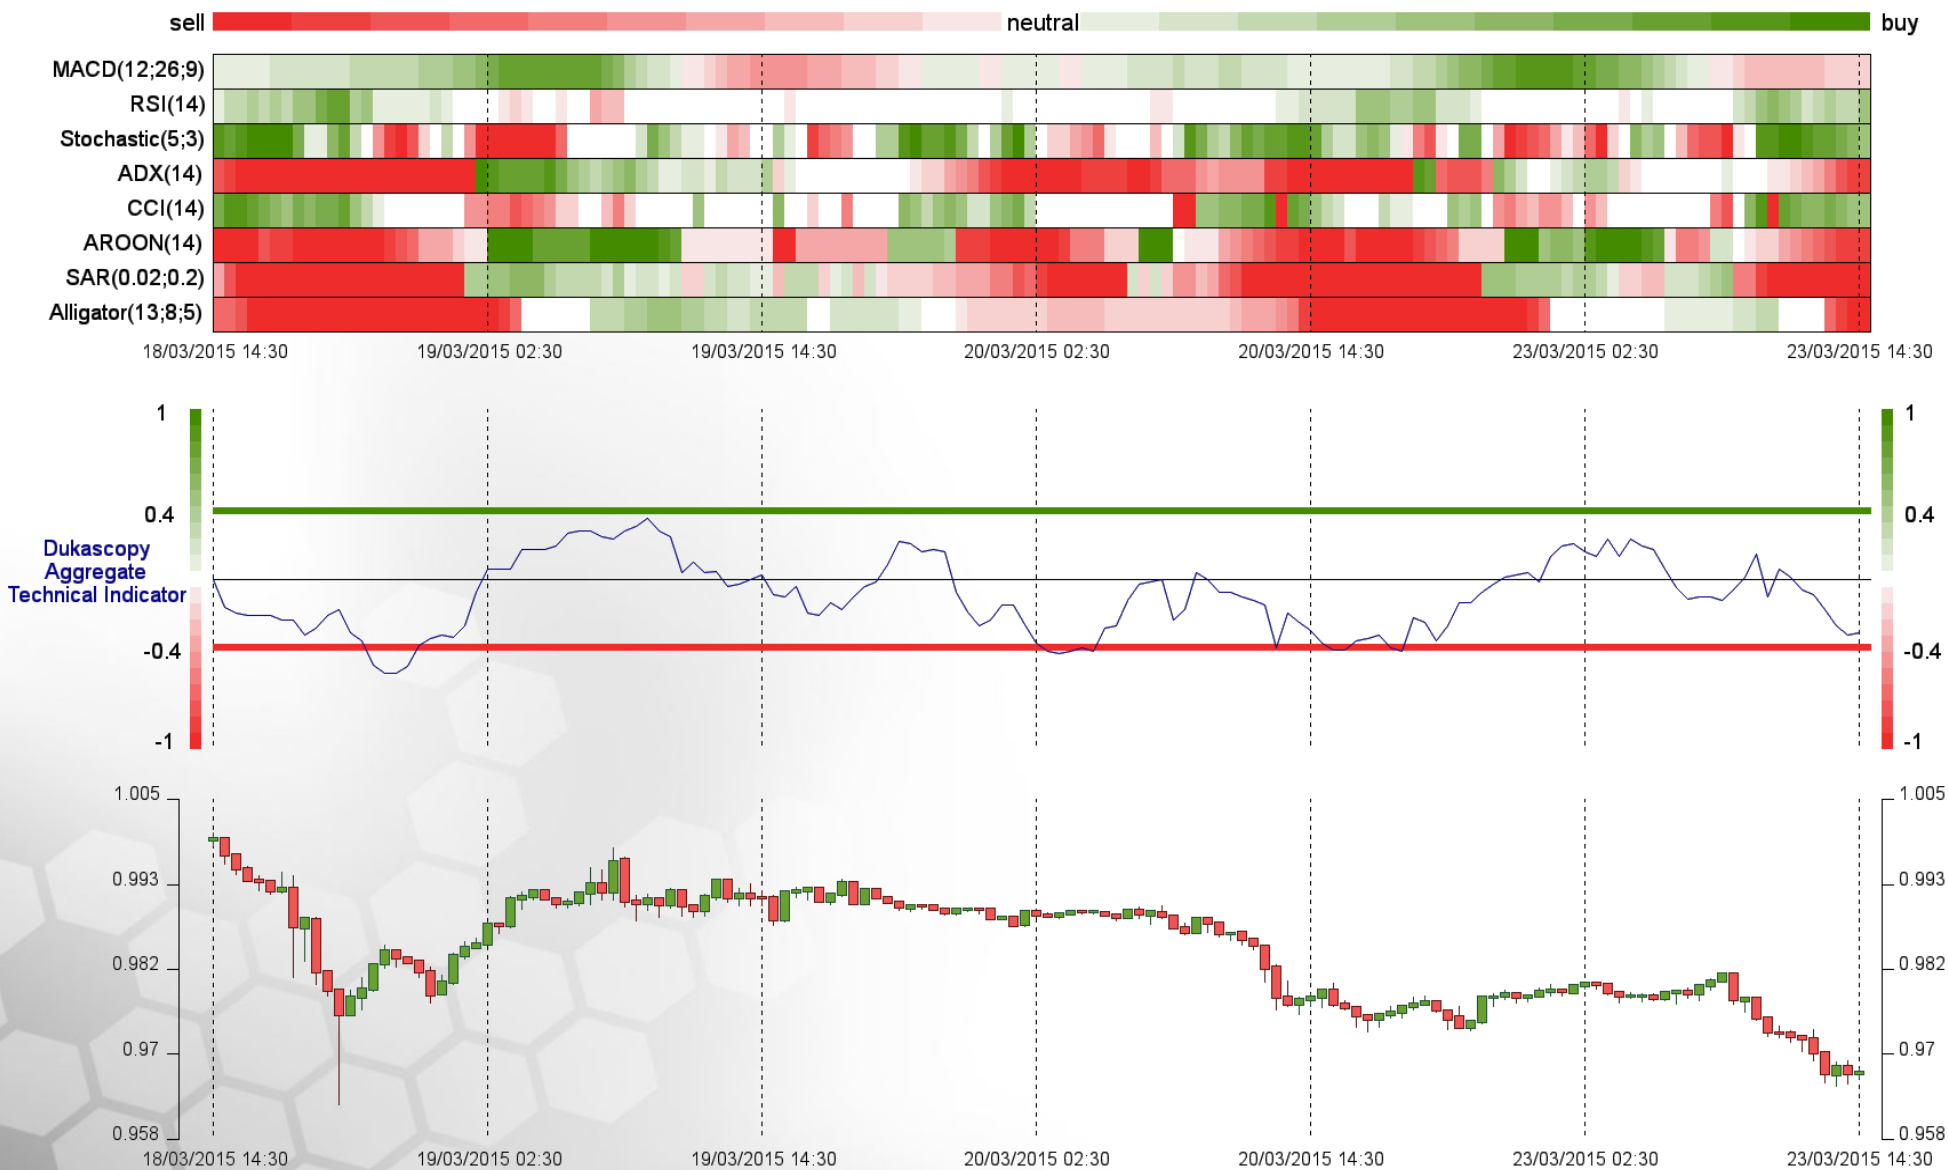 sell neutral buy
MACD(12;26;9)
RSI(14)
Stochastic(5;3)
ADX(14)
CCI(14)
AROON(14)
SAR(0.02;0.2)
Alligator(13;8;5)
18/03/2015 14:30 19/03/2015 02:30 19/03/2015 14:30 20/03/2015 02:30 20/03/2015 14:30 23/03/2015 02:30 23/03/2015 14:30
1 1
0.4 0.4
Dukascopy
Aggregate
Technical Indicator
-0.4 -0.4
-1 -1
1.005 1.005
0.993 0.993
0.982 0.982
0.97 0.97
0.958 0.958
18/03/2015 14:30 19/03/2015 02:30 19/03/2015 14:30 20/03/2015 02:30 20/03/2015 14:30 23/03/2015 02:30 23/03/2015 14:30